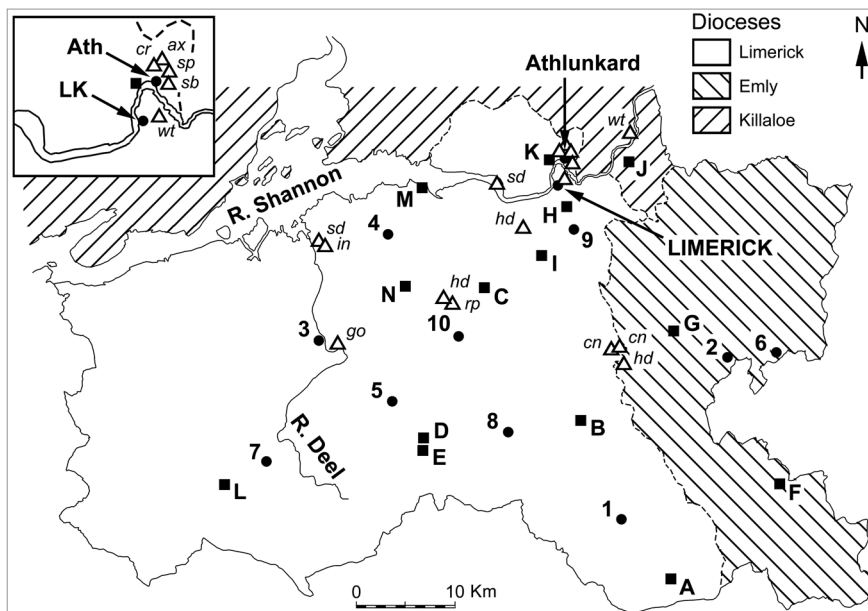 Dioceses
Limerick
Emly
Killaloe
N
Ath
cr
ax
sp
sb
LK
wt
Athlunkard
wt
K
J
sd
R. Shannon
M
hd
H
4
9
sd
in
LIMERICK
I
N
hd
C
rp
G
3
go
10
cn
cn
hd
2
6
5
R. Deel
D
E
8
B
7
L
F
1
A
0
10 Km